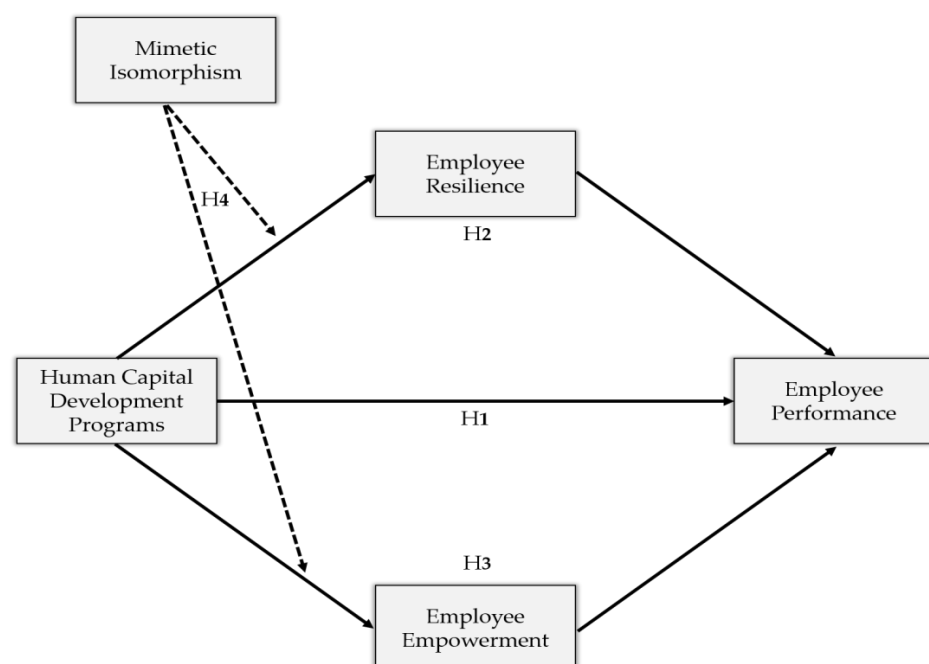 Mimetic
Isomorphism
Employee
Resilience
H4
H2
Human Capital
Development
Programs
Employee
Performance
H1
H3
Employee
Empowerment